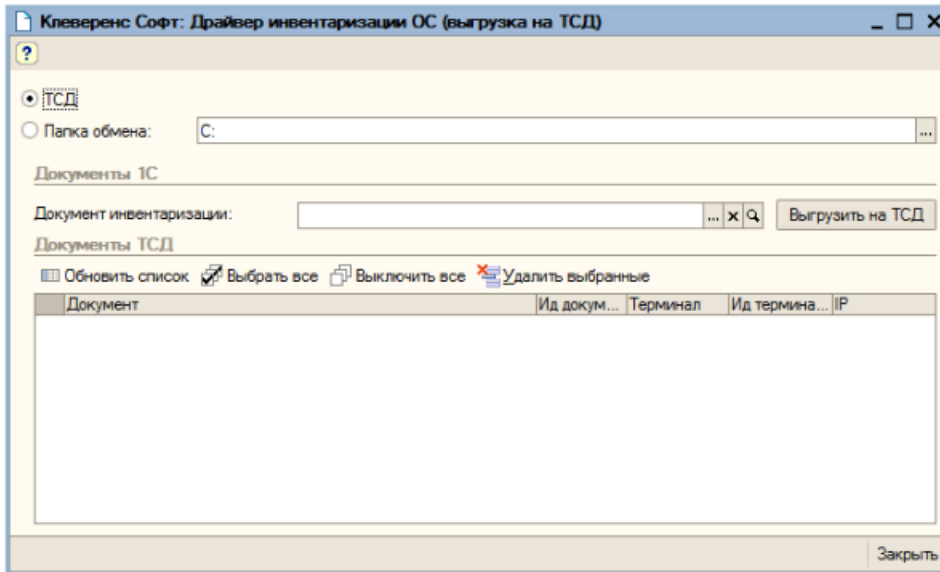 Клеверенс Софт: Драйвер инвентаризации ОС (выгрузка на ТСД)
?
ТСД
Папка обмена: C: ...
Документы 1С
Документ инвентаризации: ... x Выгрузить на ТСД
Документы ТСД
Обновить список Выбрать все Выключить все Удалить выбранные
Документ Ид докум... Терминал Ид термина... IP
Закрыть